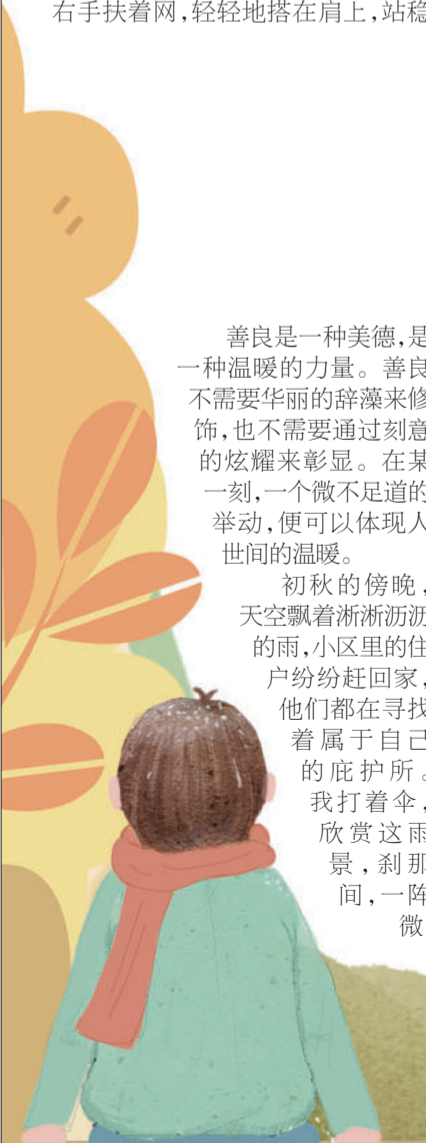 右手扶着网,轻轻地搭在肩上,站稳
善良是一种美德,是
一种温暖的力量。善良
不需要华丽的辞藻来修
饰,也不需要通过刻意
的炫耀来彰显。在某
一刻,一个微不足道的
举动,便可以体现人
世间的温暖。
初秋的傍晚,
天空飘着淅淅沥沥
的雨,小区里的住
户纷纷赶回家,
他们都在寻找
着属于自己
的庇护所。
我打着伞,
欣赏这雨
景,刹那
间,一阵
微